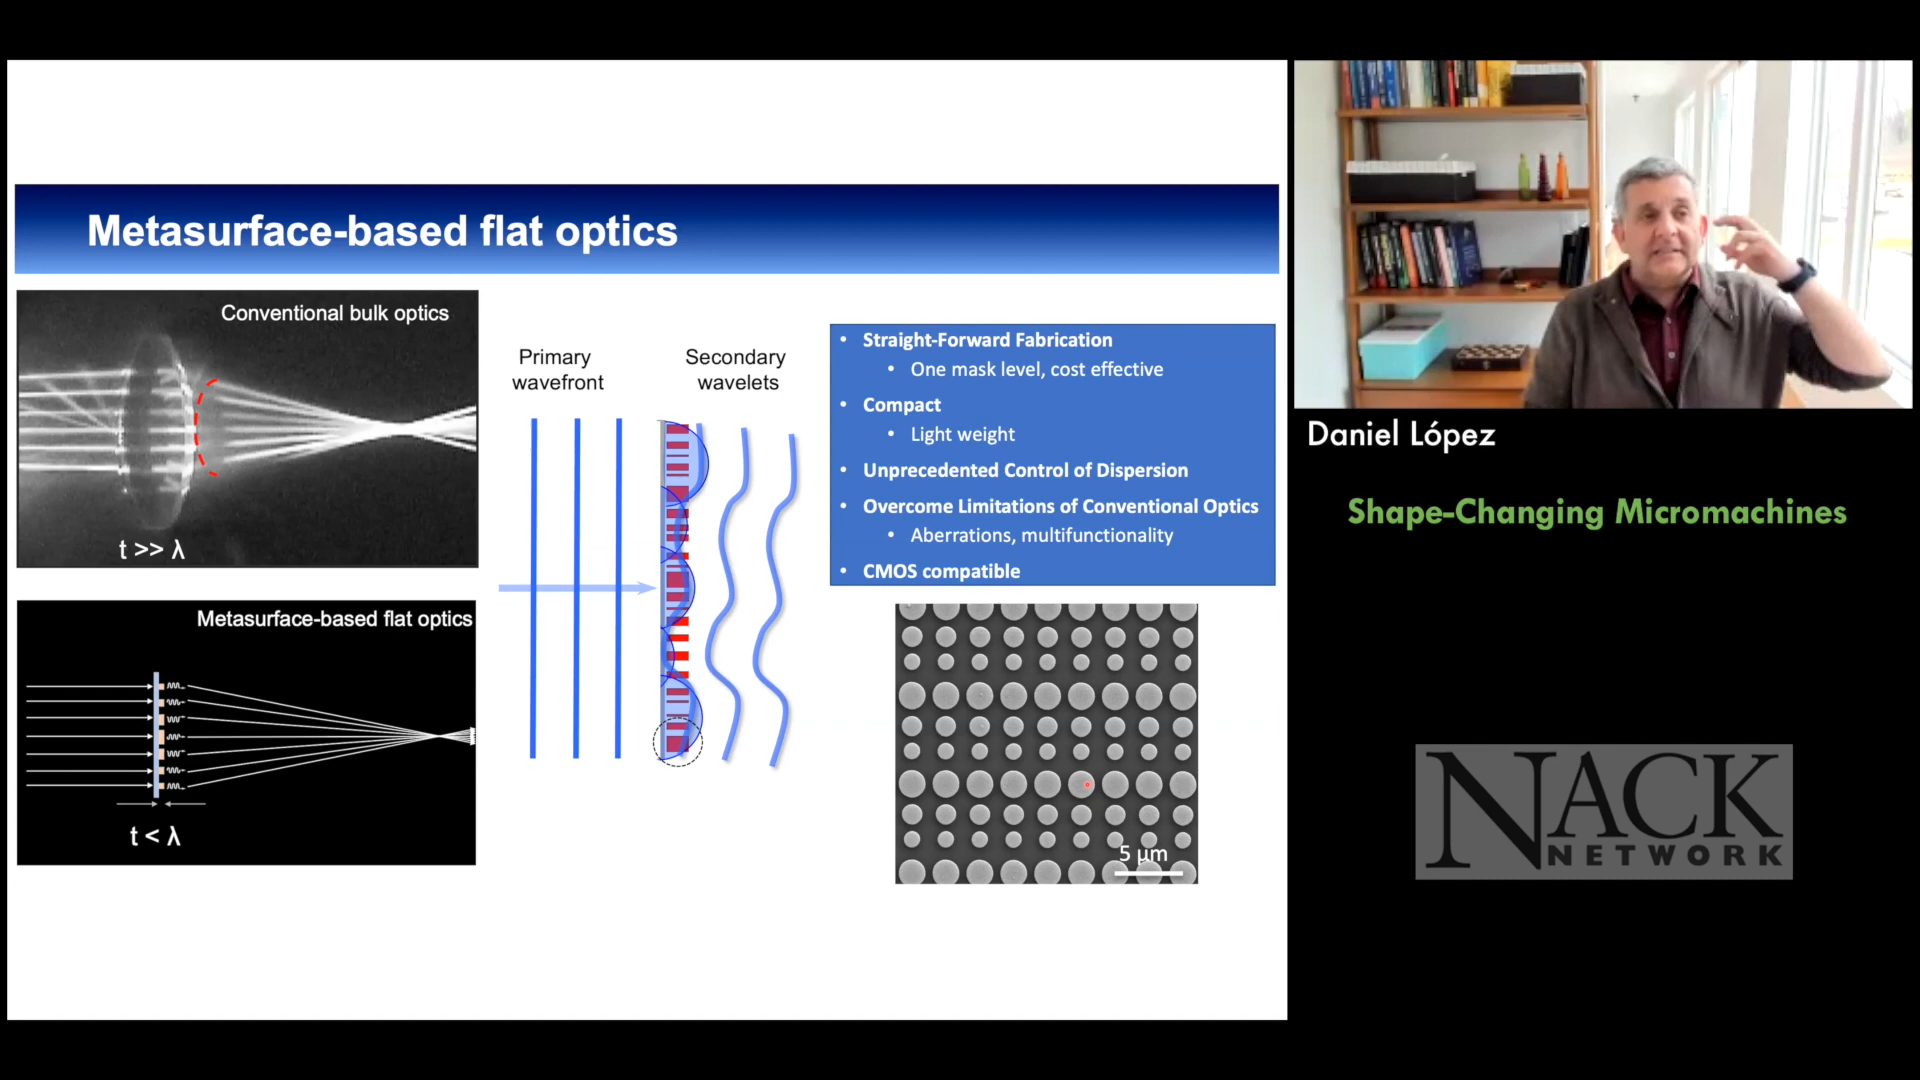 Metasurface-based flat optics
Conventional bulk optics
t >> λ
Metasurface-based flat optics
t < λ
Primary
wavefront
Secondary
wavelets
• Straight-Forward Fabrication
• One mask level, cost effective
• Compact
• Light weight
• Unprecedented Control of Dispersion
• Overcome Limitations of Conventional Optics
• Aberrations, multifunctionality
• CMOS compatible
5 μm
Daniel López
Shape-Changing Micromachines
NACK
NETWORK